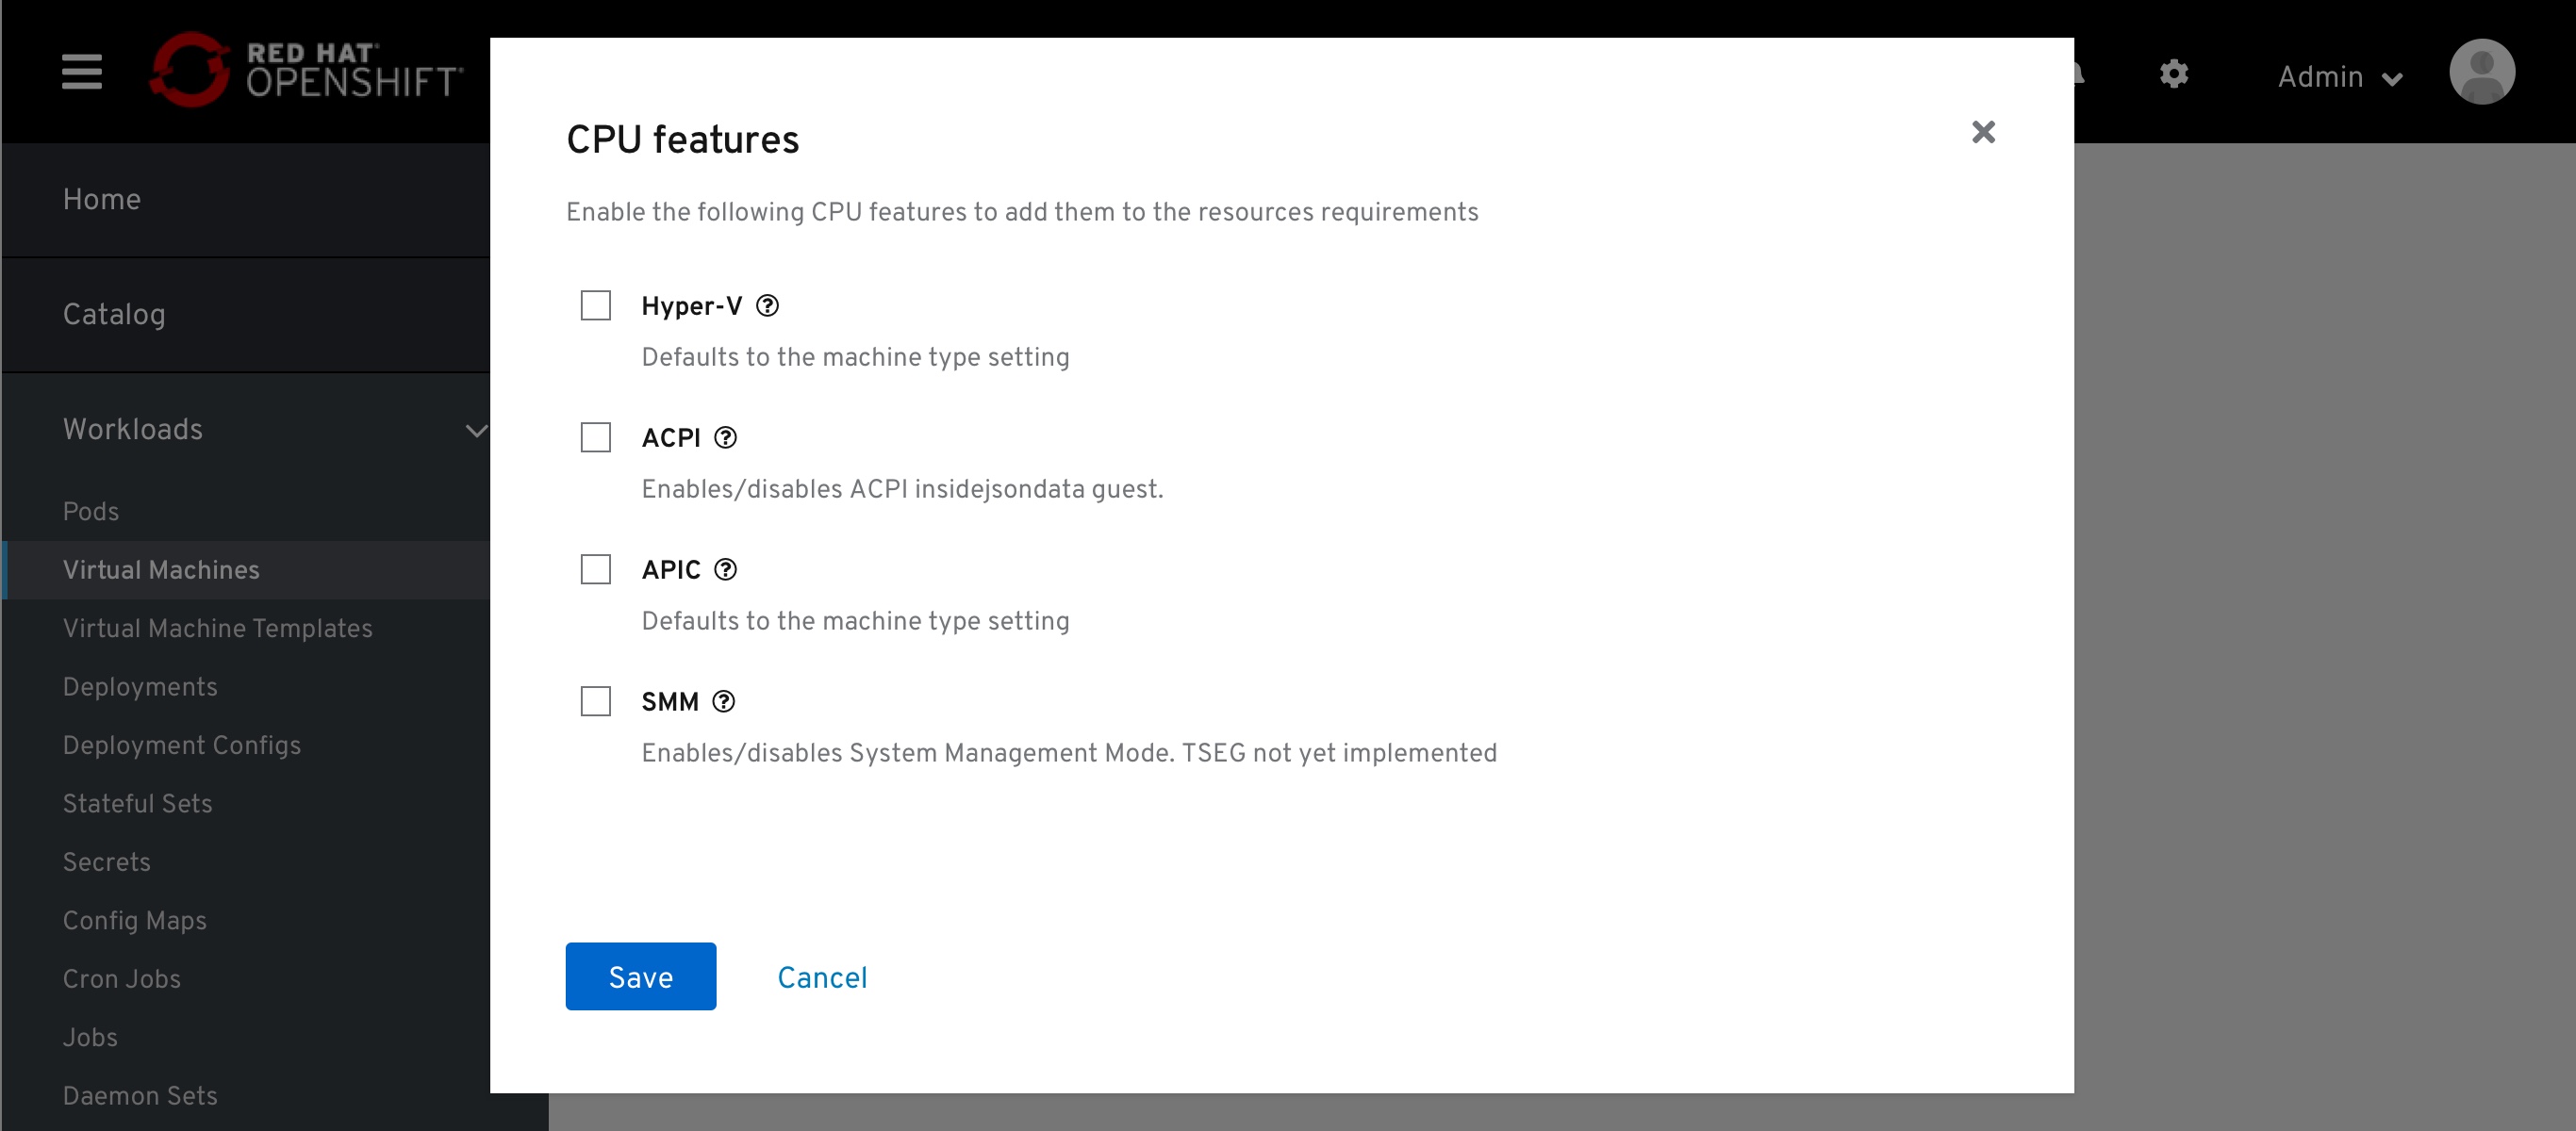 RED HAT
OPENSHIFT
Admin
Home
Catalog
Workloads
Pods
Virtual Machines
Virtual Machine Templates
Deployments
Deployment Configs
Stateful Sets
Secrets
Config Maps
Cron Jobs
Jobs
Daemon Sets
CPU features
Enable the following CPU features to add them to the resources requirements
Hyper-V
Defaults to the machine type setting
ACPI
Enables/disables ACPI insidejsondata guest.
APIC
Defaults to the machine type setting
SMM
Enables/disables System Management Mode. TSEG not yet implemented
Save Cancel